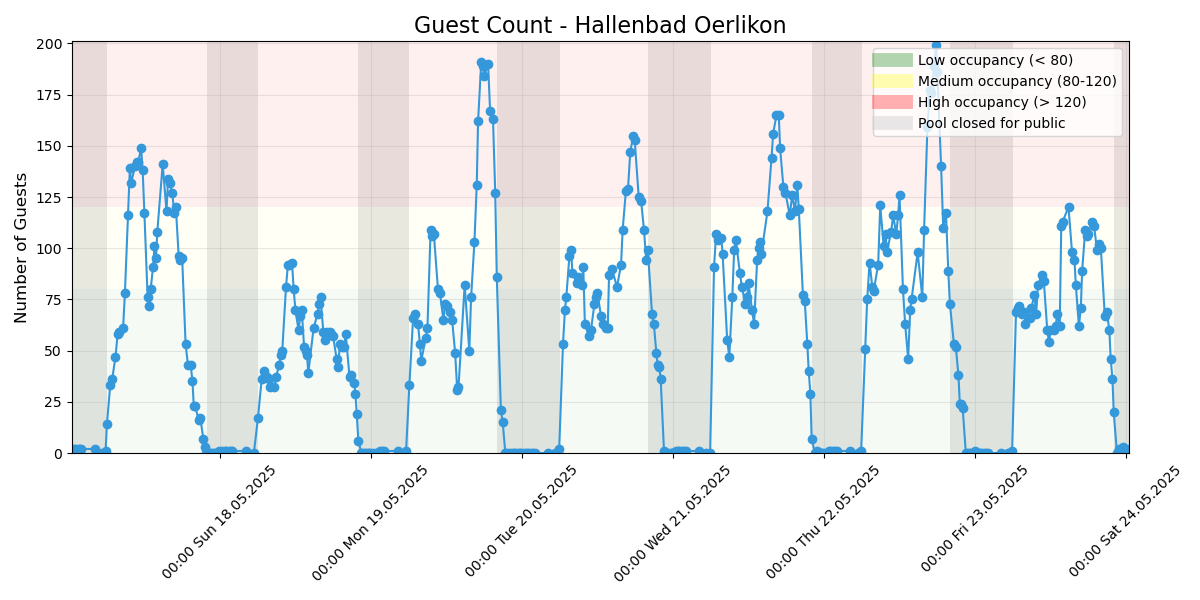 Guest Count - Hallenbad Oerlikon
Number of Guests
200
175
150
125
100
75
50
25
0
Low occupancy (< 80)
Medium occupancy (80-120)
High occupancy (> 120)
Pool closed for public
00:00 Sun 18.05.2025
00:00 Mon 19.05.2025
00:00 Tue 20.05.2025
00:00 Wed 21.05.2025
00:00 Thu 22.05.2025
00:00 Fri 23.05.2025
00:00 Sat 24.05.2025